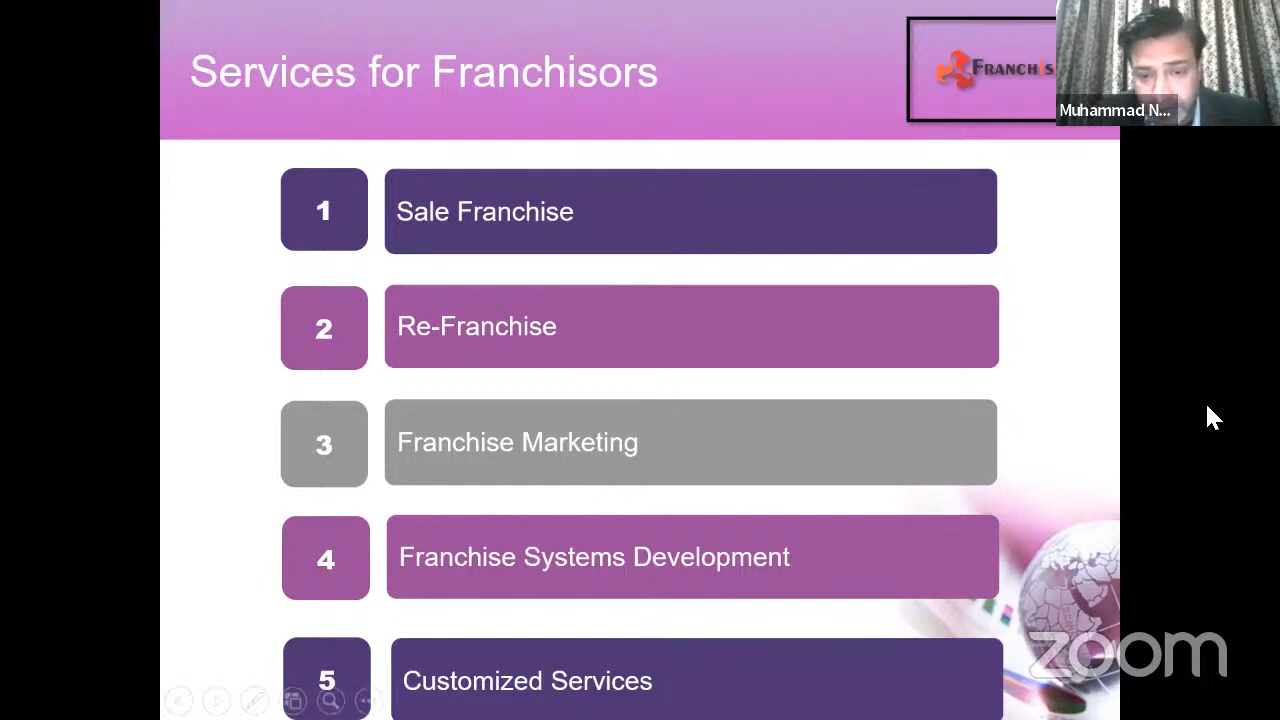 Services for Franchisors
FRANCHIS
Muhammad N...
1
Sale Franchise
2
Re-Franchise
3
Franchise Marketing
4
Franchise Systems Development
5
Customized Services
zoom